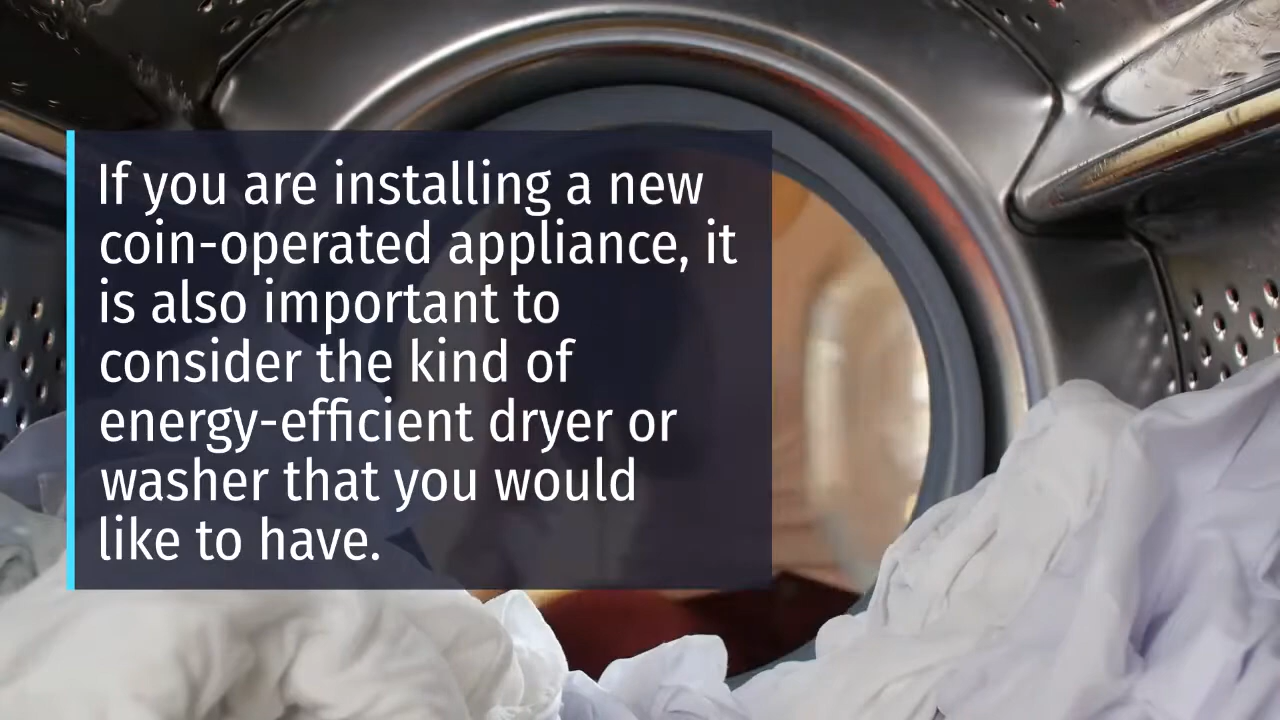 If you are installing a new
coin-operated appliance, it
is also important to
consider the kind of
energy-efficient dryer or
washer that you would
like to have.